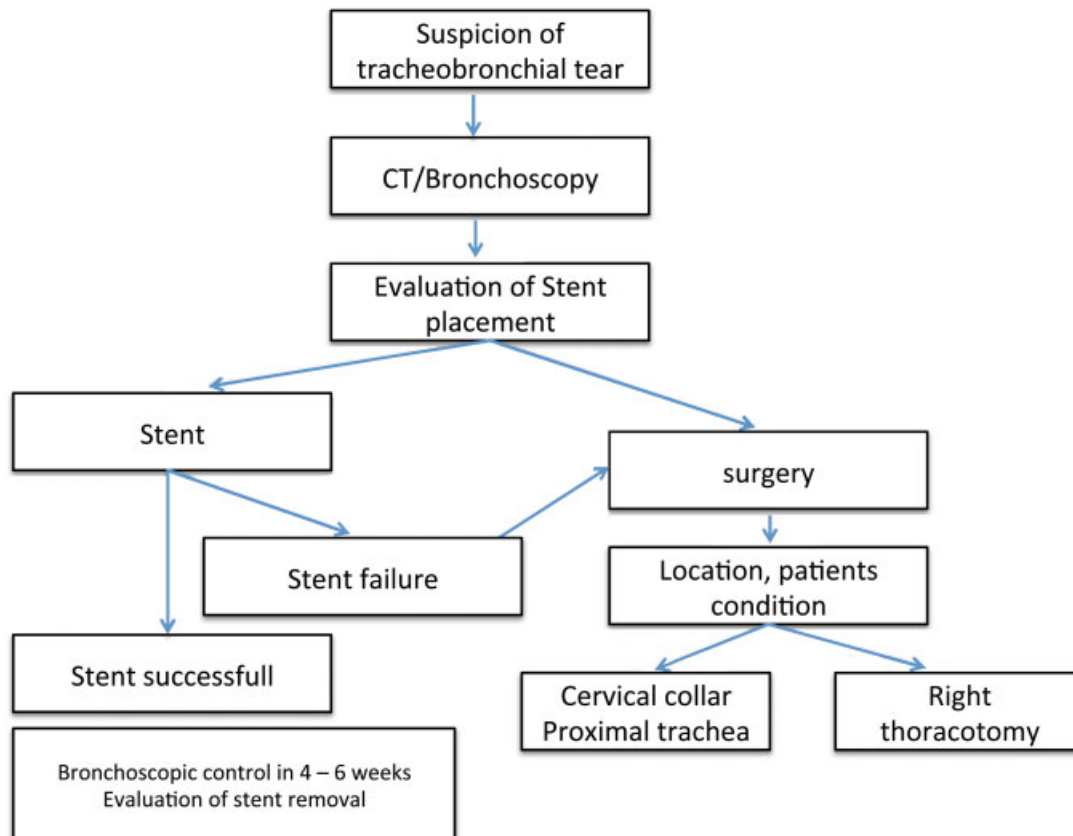 Suspicion of
tracheobronchial tear
CT/Bronchoscopy
Evaluation of Stent
placement
Stent
surgery
Stent failure
Location, patients
condition
Stent successfull
Cervical collar
Proximal trachea
Right
thoracotomy
Bronchoscopic control in 4 – 6 weeks
Evaluation of stent removal